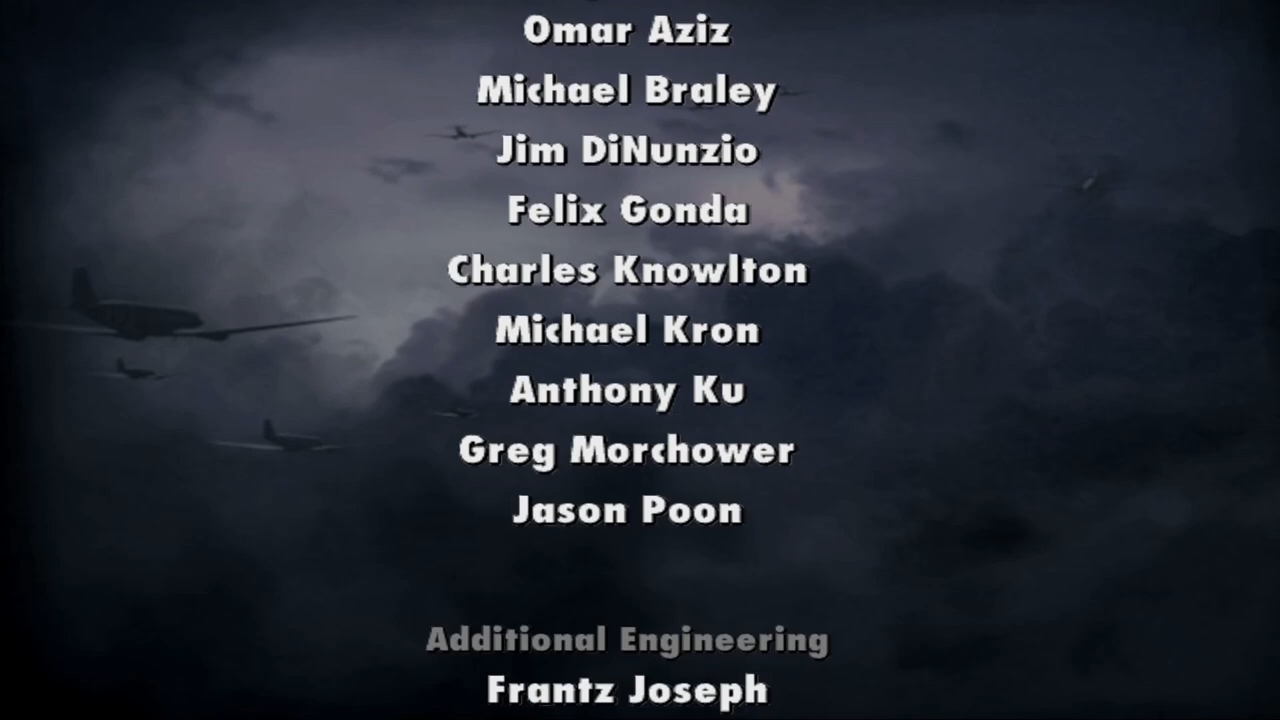 Omar Aziz
Michael Braley
Jim DiNunzio
Felix Gonda
Charles Knowlton
Michael Kron
Anthony Ku
Greg Morchower
Jason Poon
Additional Engineering
Frantz Joseph